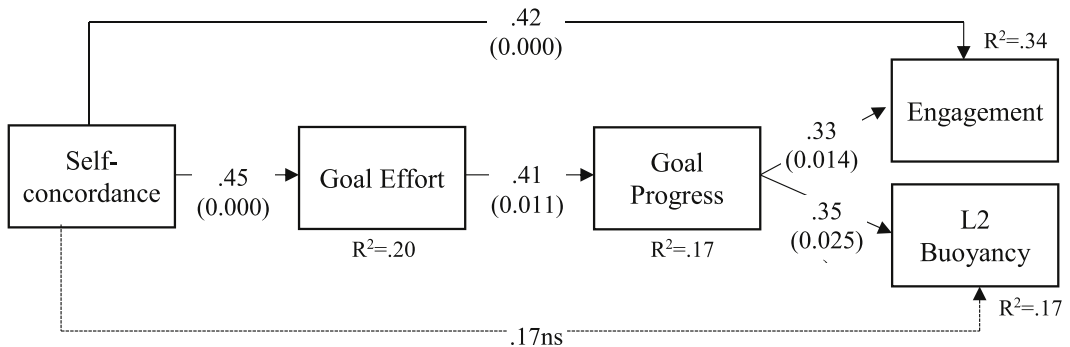 .42
(0.000)
R²=.34
Engagement
Self-
concordance
.45
(0.000)
Goal Effort
R²=.20
.41
(0.011)
Goal
Progress
R²=.17
.33
(0.014)
.35
(0.025)
L2
Buoyancy
R²=.17
.17ns